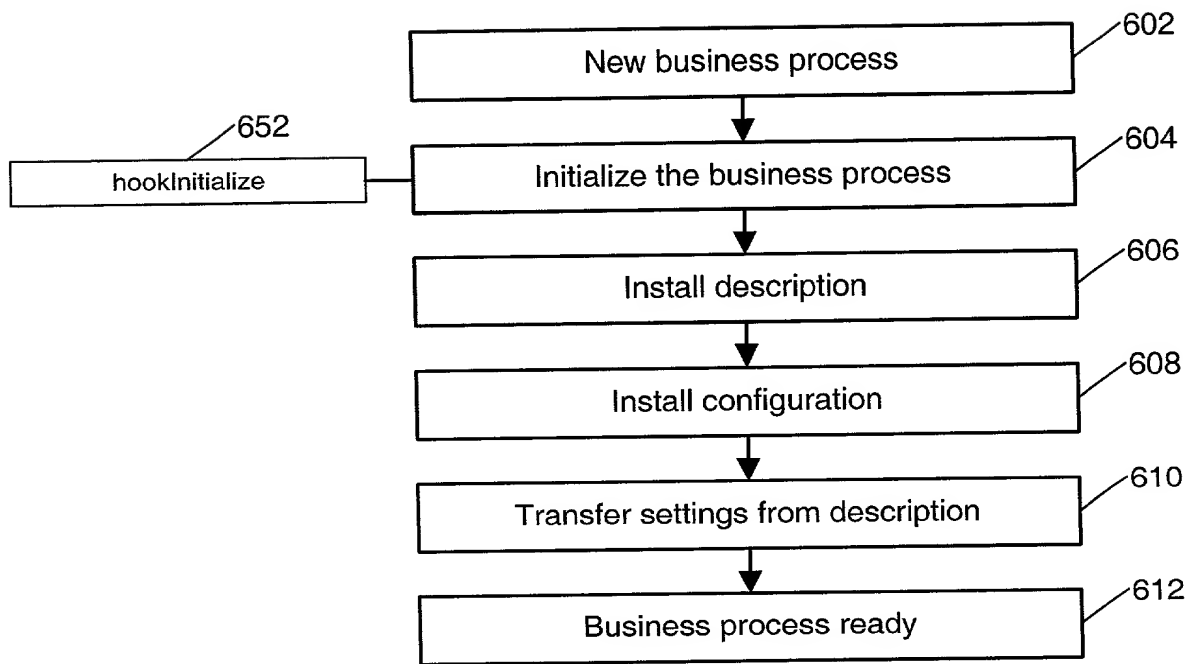 602
New business process
652
604
hookInitialize
Initialize the business process
606
Install description
608
Install configuration
610
Transfer settings from description
612
Business process ready